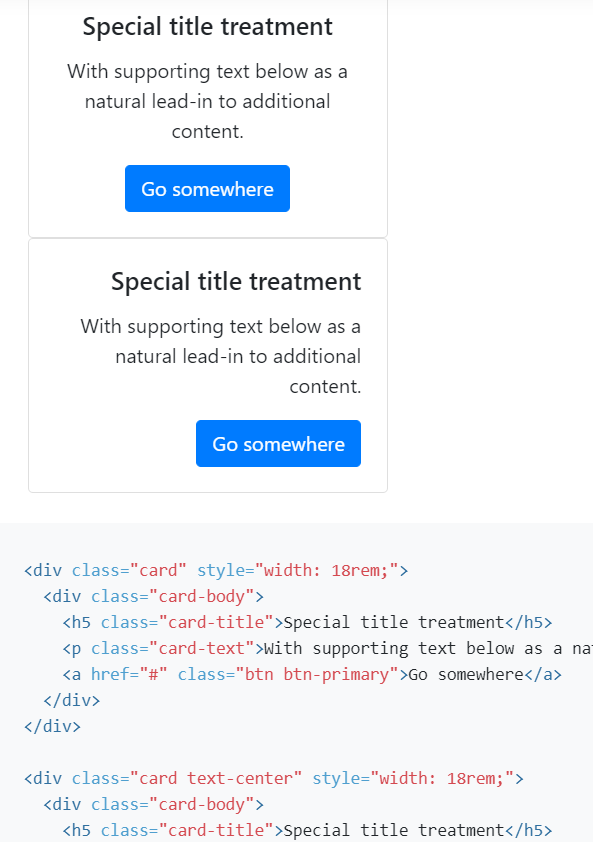 Special title treatment
With supporting text below as a
natural lead-in to additional
content.
Go somewhere
Special title treatment
With supporting text below as a
natural lead-in to additional
content.
Go somewhere
<div class="card" style="width: 18rem;">
  <div class="card-body">
    <h5 class="card-title">Special title treatment</h5>
    <p class="card-text">With supporting text below as a na
    <a href="#" class="btn btn-primary">Go somewhere</a>
  </div>
</div>
<div class="card text-center" style="width: 18rem;">
  <div class="card-body">
    <h5 class="card-title">Special title treatment</h5>